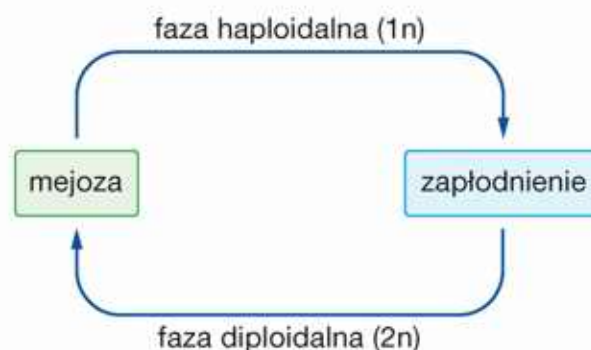 faza haploidalna (1n)
mejoza
zapłodnienie
faza diploidalna (2n)